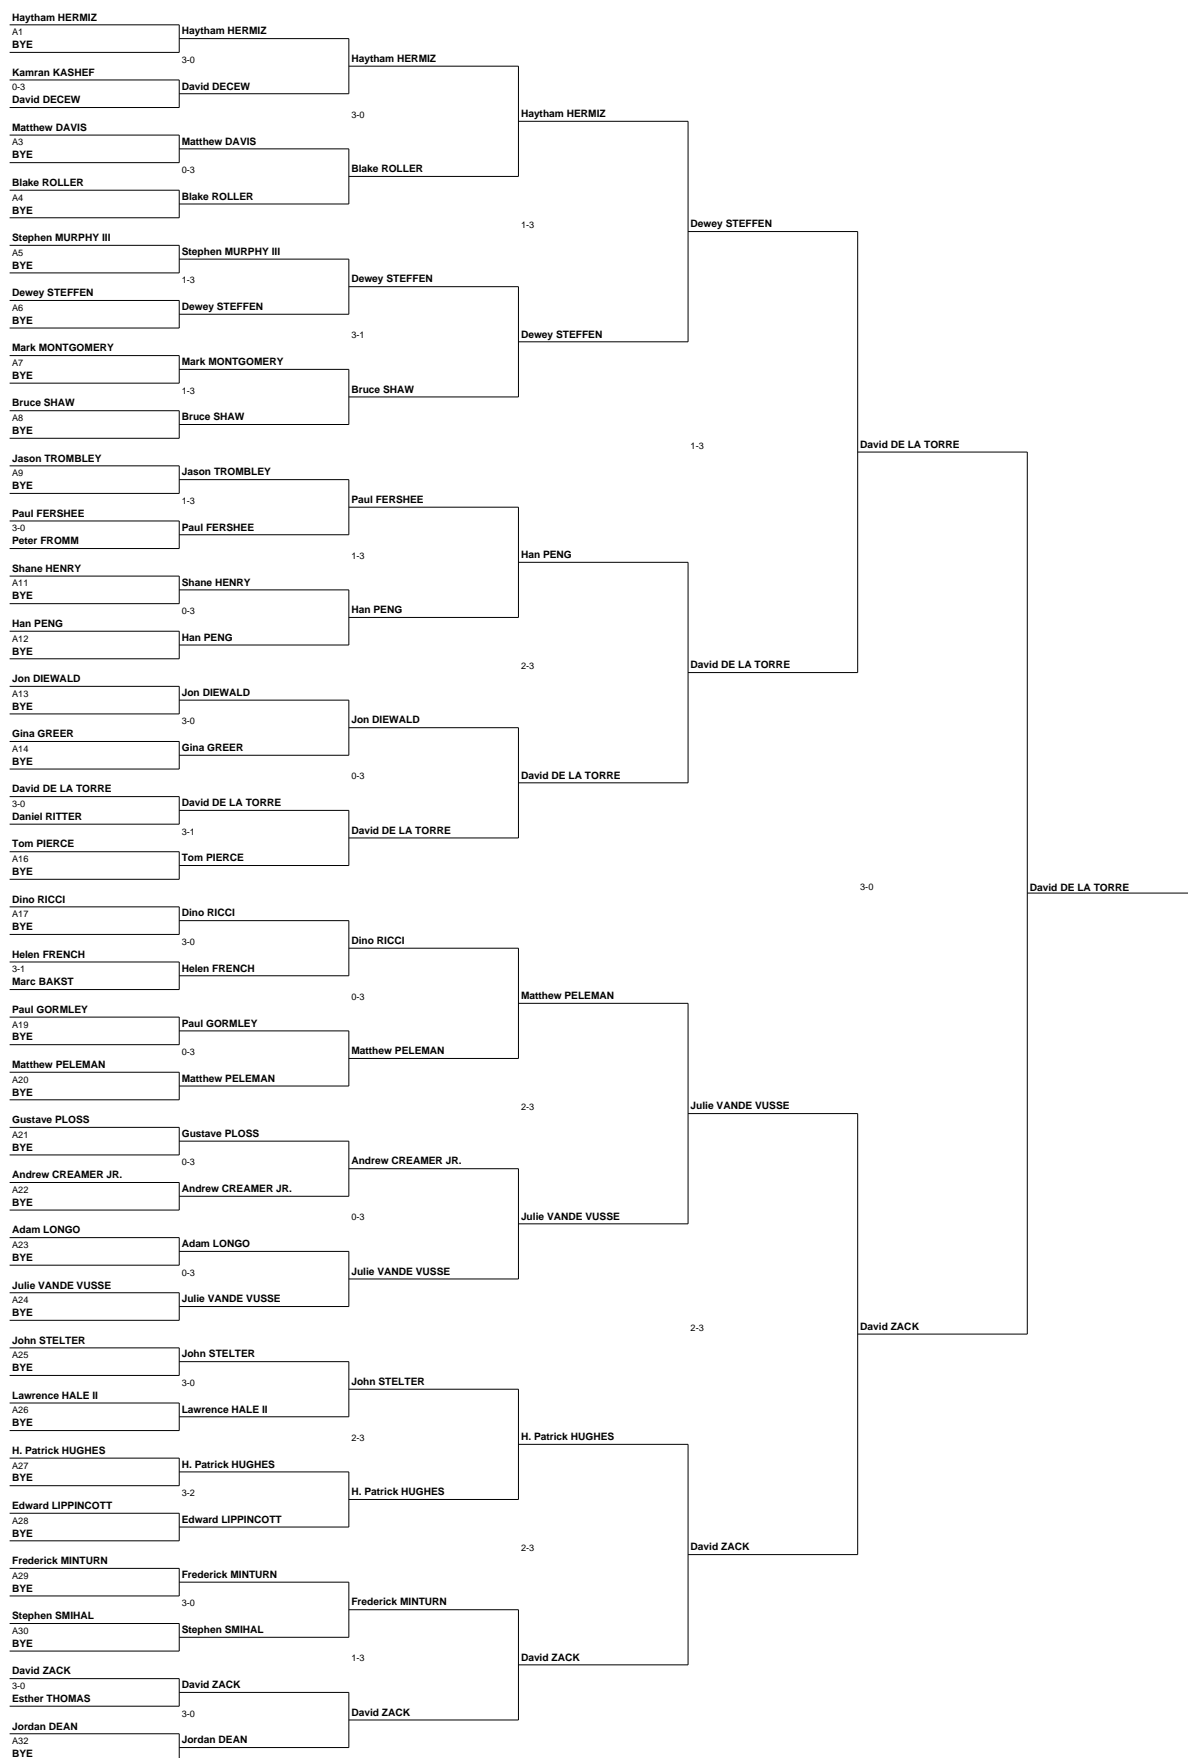 Haytham HERMIZ
A1
BYE
Kamran KASHEF
0-3
David DECEW
Matthew DAVIS
A3
BYE
Blake ROLLER
A4
BYE
Stephen MURPHY III
A5
BYE
Dewey STEFFEN
A6
BYE
Mark MONTGOMERY
A7
BYE
Bruce SHAW
A8
BYE
Jason TROMBLEY
A9
BYE
Paul FERSHEE
3-0
Peter FROMM
Shane HENRY
A11
BYE
Han PENG
A12
BYE
Jon DIEWALD
A13
BYE
Gina GREER
A14
BYE
David DE LA TORRE
3-0
Daniel RITTER
Tom PIERCE
A16
BYE
Dino RICCI
A17
BYE
Helen FRENCH
3-1
Marc BAKST
Paul GORMLEY
A19
BYE
Matthew PELEMAN
A20
BYE
Gustave PLOSS
A21
BYE
Andrew CREAMER JR.
A22
BYE
Adam LONGO
A23
BYE
Julie VANDE VUSSE
A24
BYE
John STELTER
A25
BYE
Lawrence HALE II
A26
BYE
H. Patrick HUGHES
A27
BYE
Edward LIPPINCOTT
A28
BYE
Frederick MINTURN
A29
BYE
Stephen SMIHAL
A30
BYE
David ZACK
3-0
Esther THOMAS
Jordan DEAN
A32
BYE
Haytham HERMIZ
3-0
David DECEW
Matthew DAVIS
0-3
Blake ROLLER
Stephen MURPHY III
1-3
Dewey STEFFEN
Mark MONTGOMERY
1-3
Bruce SHAW
Jason TROMBLEY
1-3
Paul FERSHEE
Shane HENRY
0-3
Han PENG
Jon DIEWALD
3-0
Gina GREER
David DE LA TORRE
3-1
Tom PIERCE
Dino RICCI
3-0
Helen FRENCH
Paul GORMLEY
0-3
Matthew PELEMAN
Gustave PLOSS
0-3
Andrew CREAMER JR.
Adam LONGO
0-3
Julie VANDE VUSSE
John STELTER
3-0
Lawrence HALE II
H. Patrick HUGHES
3-2
Edward LIPPINCOTT
Frederick MINTURN
3-0
Stephen SMIHAL
David ZACK
3-0
Jordan DEAN
Haytham HERMIZ
3-0
Blake ROLLER
Dewey STEFFEN
3-1
Bruce SHAW
Paul FERSHEE
1-3
Han PENG
Jon DIEWALD
0-3
David DE LA TORRE
Dino RICCI
0-3
Matthew PELEMAN
Andrew CREAMER JR.
0-3
Julie VANDE VUSSE
John STELTER
2-3
H. Patrick HUGHES
Frederick MINTURN
1-3
David ZACK
Haytham HERMIZ
1-3
Dewey STEFFEN
Han PENG
2-3
David DE LA TORRE
Matthew PELEMAN
2-3
Julie VANDE VUSSE
H. Patrick HUGHES
2-3
David ZACK
Dewey STEFFEN
1-3
David DE LA TORRE
Julie VANDE VUSSE
2-3
David ZACK
David DE LA TORRE
3-0
David ZACK
David DE LA TORRE